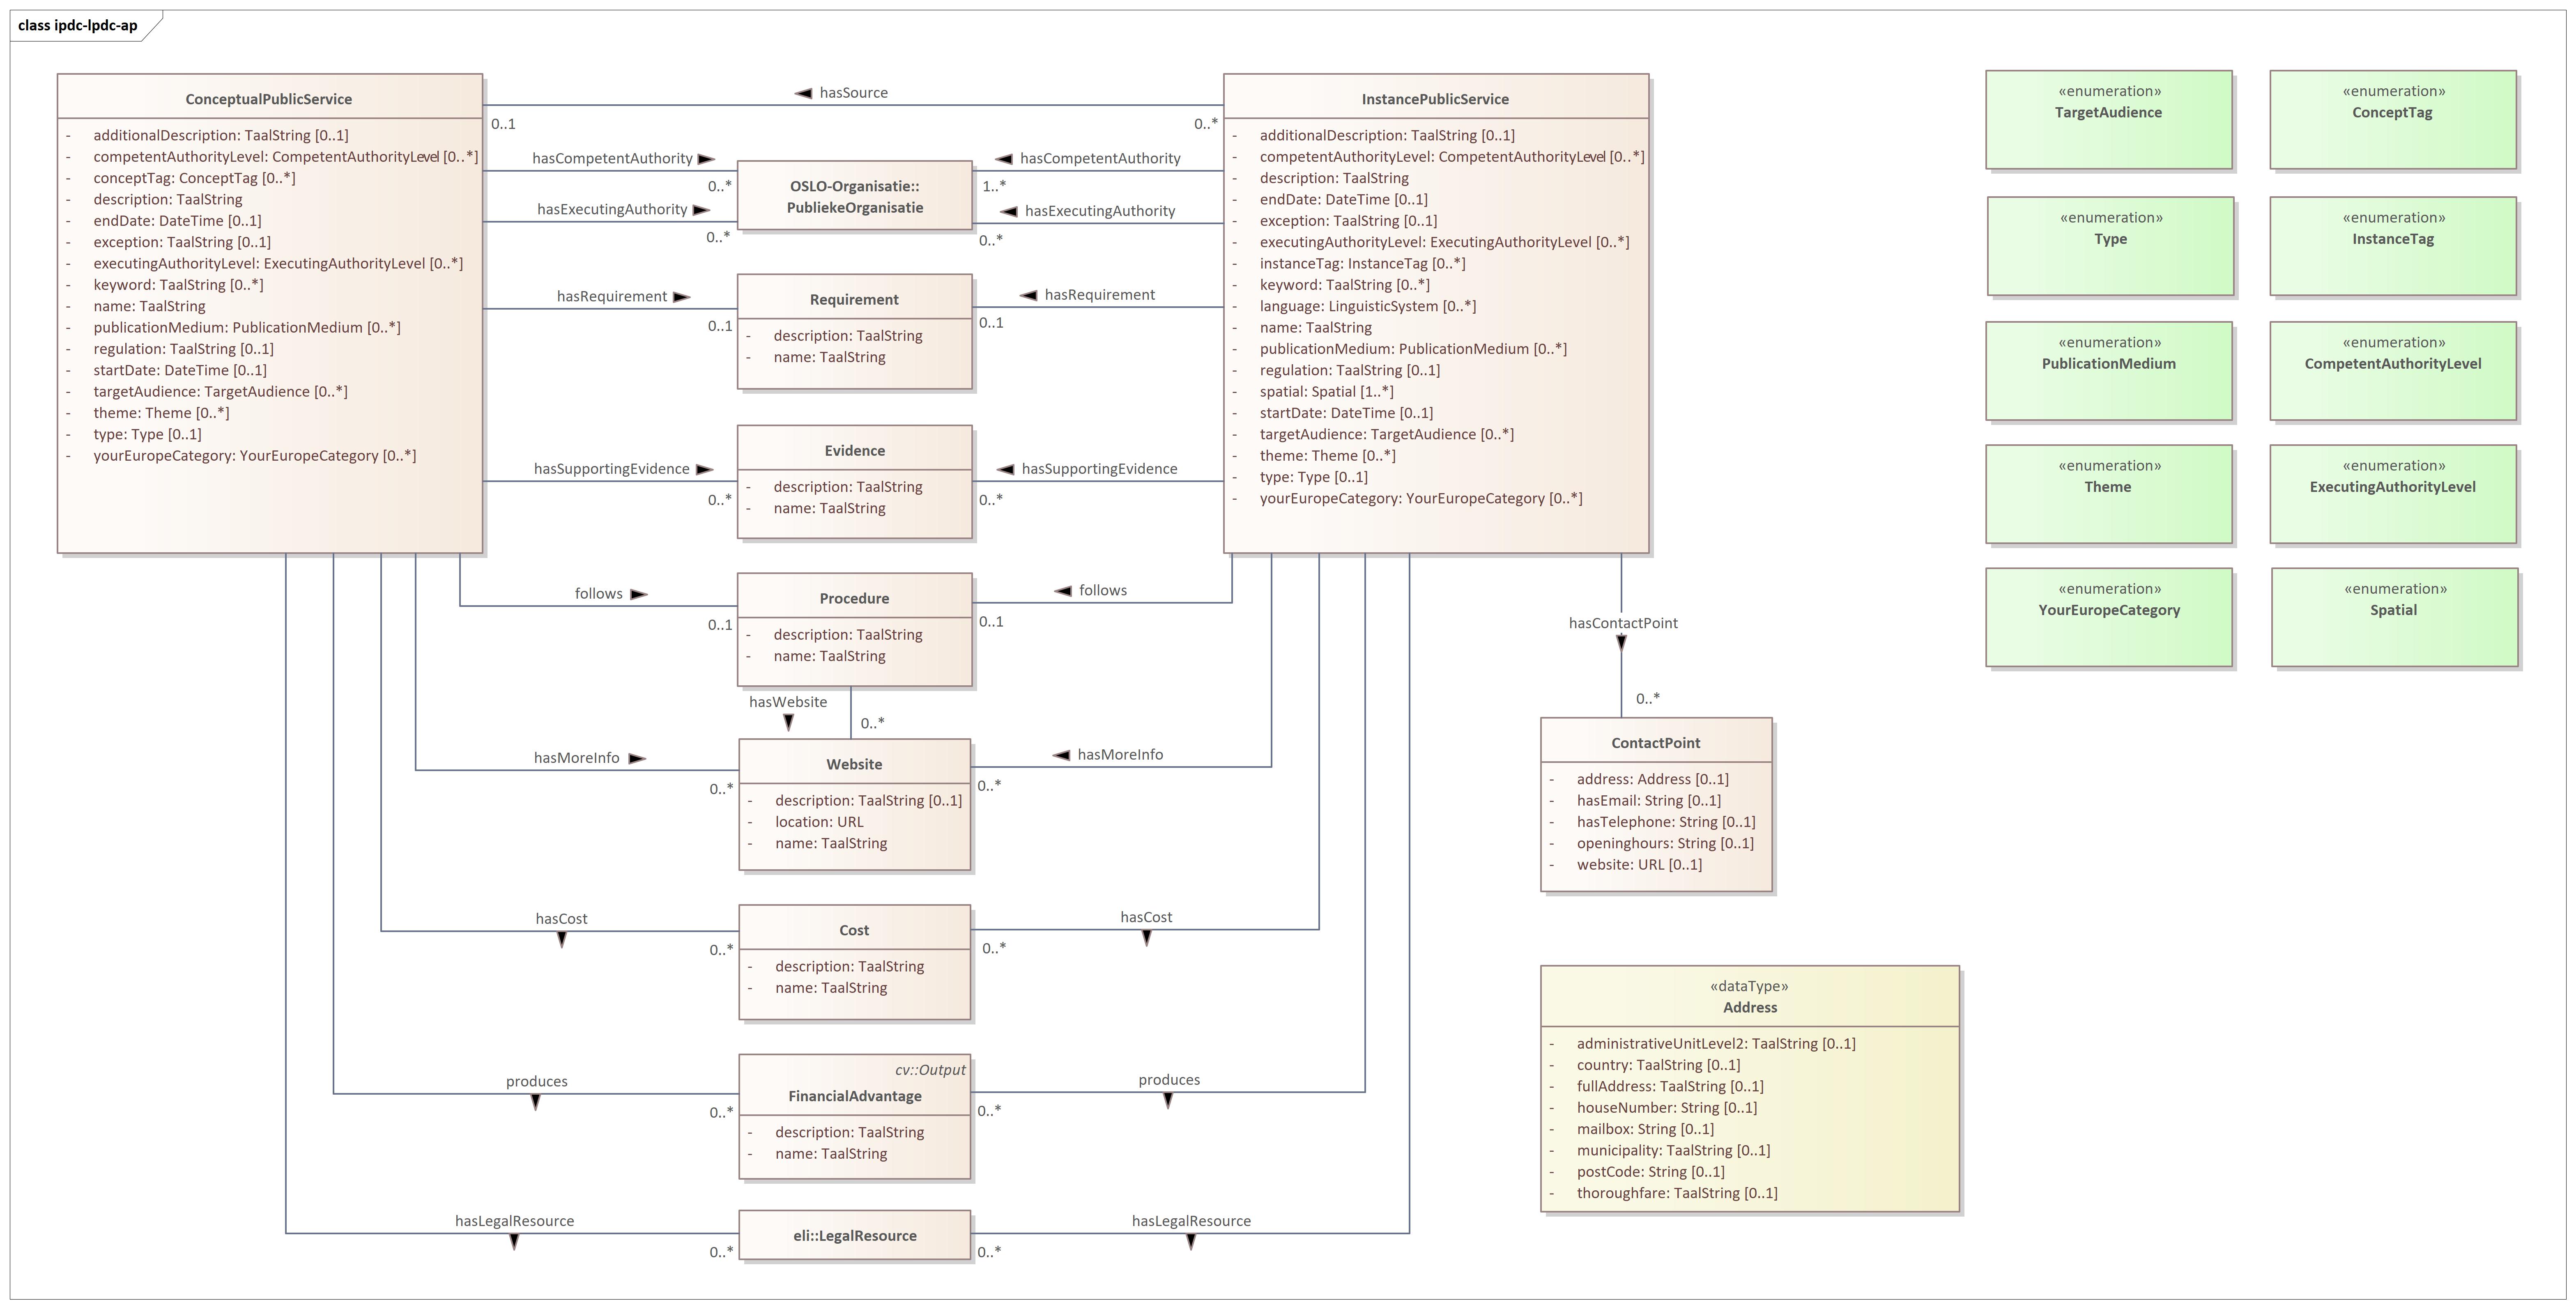 class ipdc-lpdc-ap
ConceptualPublicService
- additionalDescription: TaalString [0..1]
- competentAuthorityLevel: CompetentAuthorityLevel [0..*]
- conceptTag: ConceptTag [0..*]
- description: TaalString
- endDate: DateTime [0..1]
- exception: TaalString [0..1]
- executingAuthorityLevel: ExecutingAuthorityLevel [0..*]
- keyword: TaalString [0..*]
- name: TaalString
- publicationMedium: PublicationMedium [0..*]
- regulation: TaalString [0..1]
- startDate: DateTime [0..1]
- targetAudience: TargetAudience [0..*]
- theme: Theme [0..*]
- type: Type [0..1]
- yourEuropeCategory: YourEuropeCategory [0..*]
hasSource
0..1
0..*
hasCompetentAuthority
0..*
hasExecutingAuthority
0..*
hasRequirement
0..1
hasSupportingEvidence
0..*
follows
0..1
hasMoreInfo
0..*
hasCost
0..*
produces
0..*
hasLegalResource
0..*
OSLO-Organisatie::
PubliekeOrganisatie
Requirement
- description: TaalString
- name: TaalString
Evidence
- description: TaalString
- name: TaalString
Procedure
- description: TaalString
- name: TaalString
hasWebsite
0..*
Website
- description: TaalString [0..1]
- location: URL
- name: TaalString
Cost
- description: TaalString
- name: TaalString
cv::Output
FinancialAdvantage
- description: TaalString
- name: TaalString
eli::LegalResource
hasCompetentAuthority
1..*
hasExecutingAuthority
0..*
hasRequirement
0..1
hasSupportingEvidence
0..*
follows
0..1
hasMoreInfo
0..*
hasCost
0..*
produces
0..*
hasLegalResource
0..*
InstancePublicService
- additionalDescription: TaalString [0..1]
- competentAuthorityLevel: CompetentAuthorityLevel [0..*]
- description: TaalString
- endDate: DateTime [0..1]
- exception: TaalString [0..1]
- executingAuthorityLevel: ExecutingAuthorityLevel [0..*]
- instanceTag: InstanceTag [0..*]
- keyword: TaalString [0..*]
- language: LinguisticSystem [0..*]
- name: TaalString
- publicationMedium: PublicationMedium [0..*]
- regulation: TaalString [0..1]
- spatial: Spatial [1..*]
- startDate: DateTime [0..1]
- targetAudience: TargetAudience [0..*]
- theme: Theme [0..*]
- type: Type [0..1]
- yourEuropeCategory: YourEuropeCategory [0..*]
hasContactPoint
0..*
ContactPoint
- address: Address [0..1]
- hasEmail: String [0..1]
- hasTelephone: String [0..1]
- openinghours: String [0..1]
- website: URL [0..1]
«dataType»
Address
- administrativeUnitLevel2: TaalString [0..1]
- country: TaalString [0..1]
- fullAddress: TaalString [0..1]
- houseNumber: String [0..1]
- mailbox: String [0..1]
- municipality: TaalString [0..1]
- postCode: String [0..1]
- thoroughfare: TaalString [0..1]
«enumeration»
TargetAudience
«enumeration»
ConceptTag
«enumeration»
Type
«enumeration»
InstanceTag
«enumeration»
PublicationMedium
«enumeration»
CompetentAuthorityLevel
«enumeration»
Theme
«enumeration»
ExecutingAuthorityLevel
«enumeration»
YourEuropeCategory
«enumeration»
Spatial